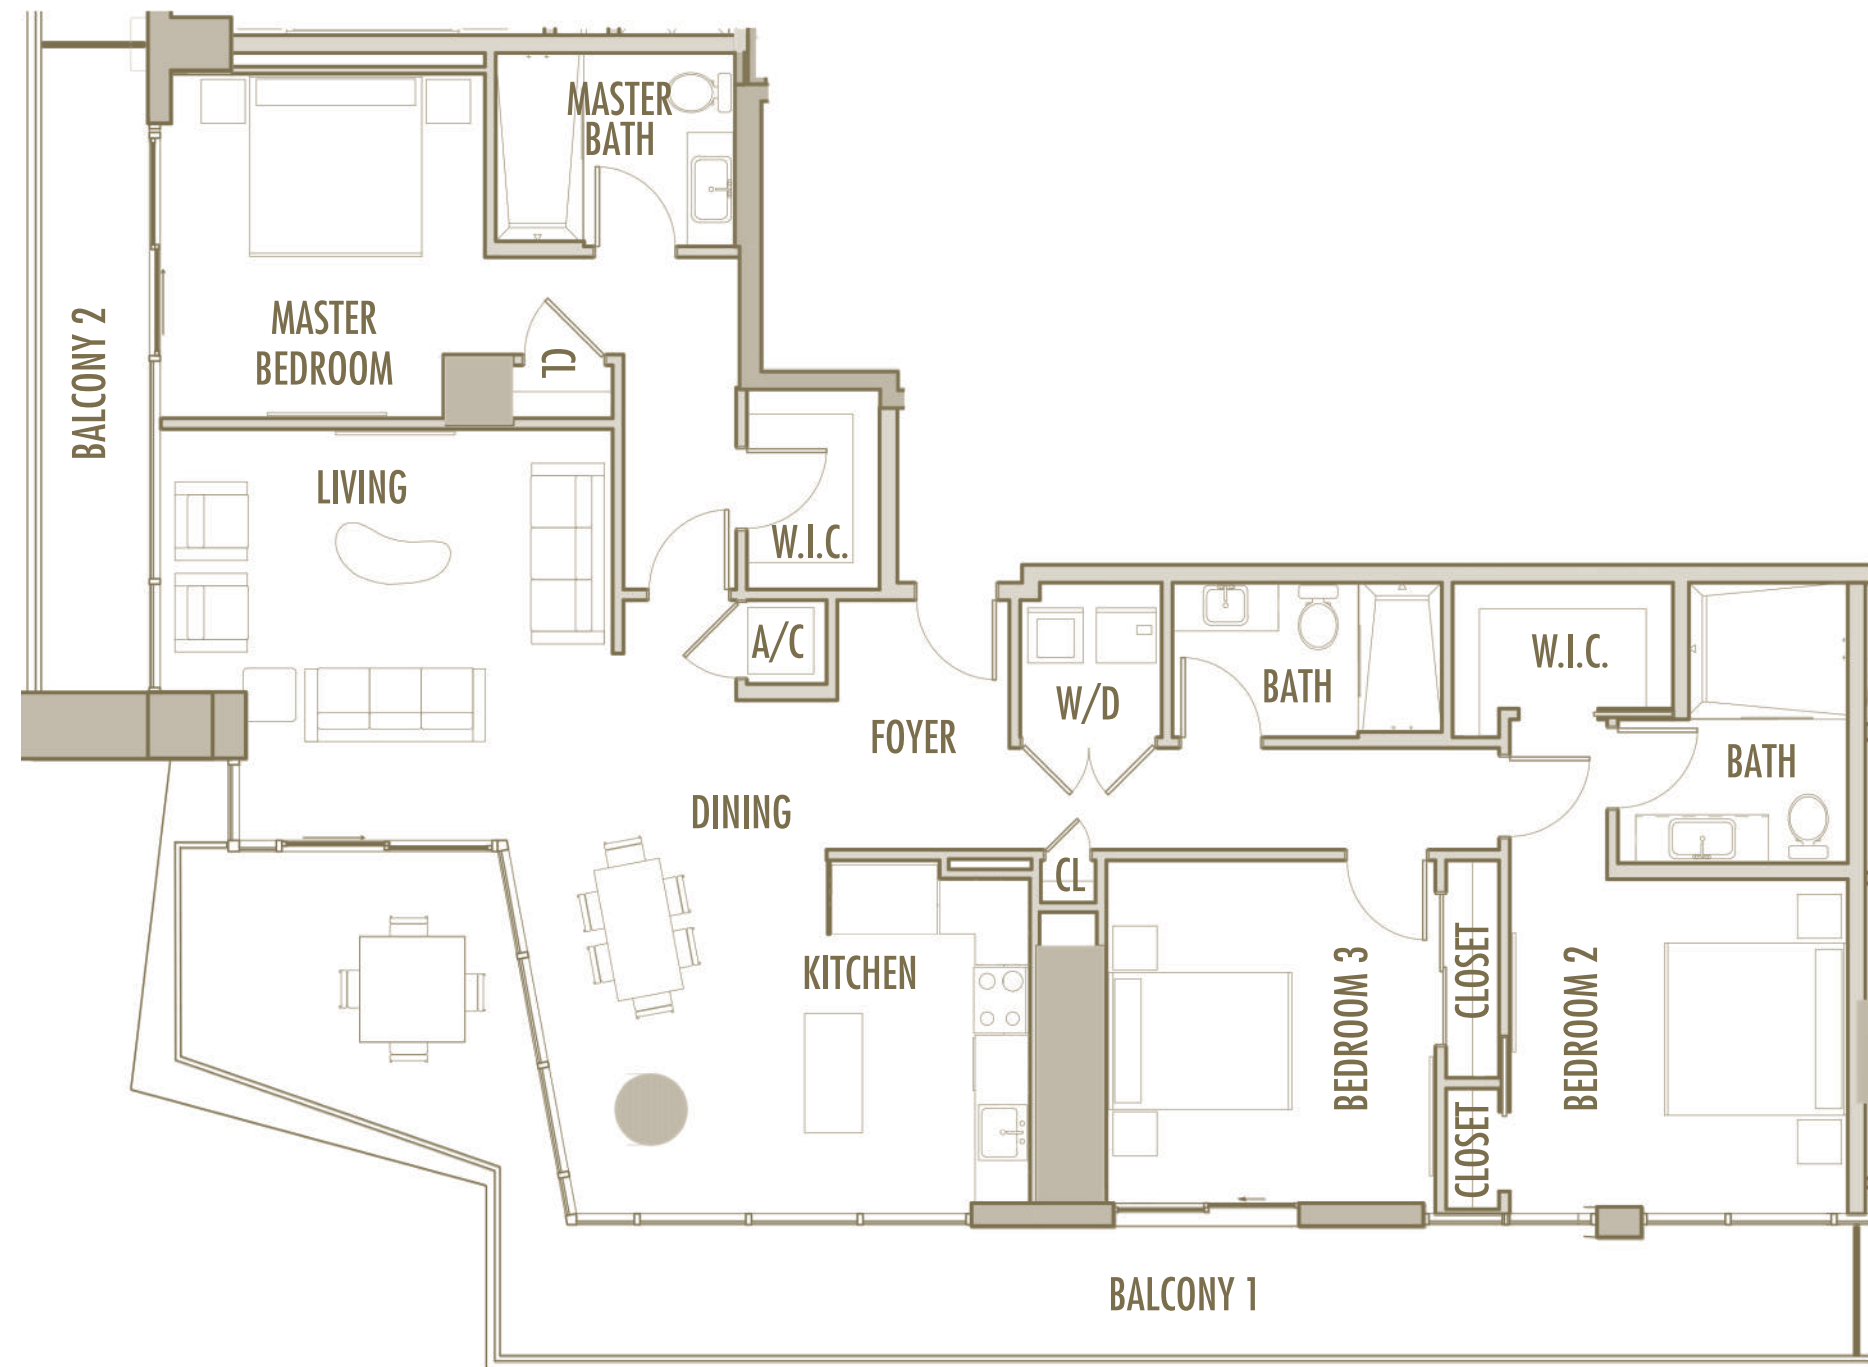 MASTER
BATH
MASTER
BEDROOM
CL
BALCONY 2
LIVING
W.I.C.
A/C
W/D
BATH
W.I.C.
FOYER
BATH
DINING
CL
KITCHEN
BEDROOM 3
CLOSET
BEDROOM 2
CLOSET
BALCONY 1